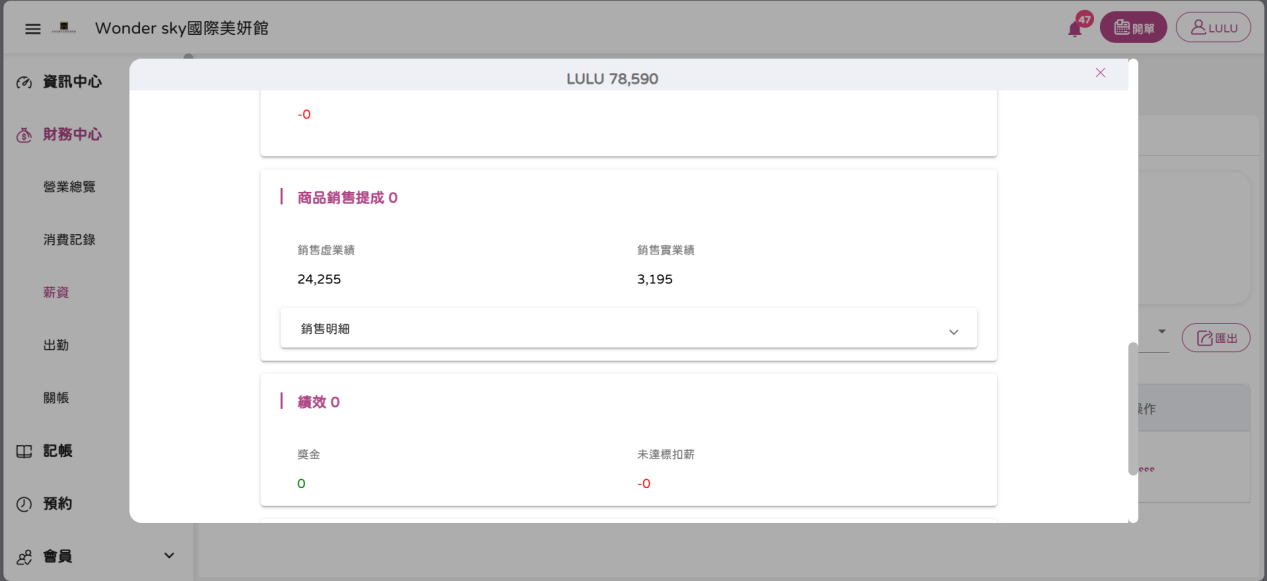 Wonder sky國際美妍館
47
開單
LULU
資訊中心
財務中心
營業總覽
消費記錄
薪資
出勤
關帳
記帳
預約
會員
LULU 78,590
-0
商品銷售提成 0
銷售虛業績
銷售實業績
24,255
3,195
銷售明細
績效 0
獎金
未達標扣薪
0
-0
匯出
操作